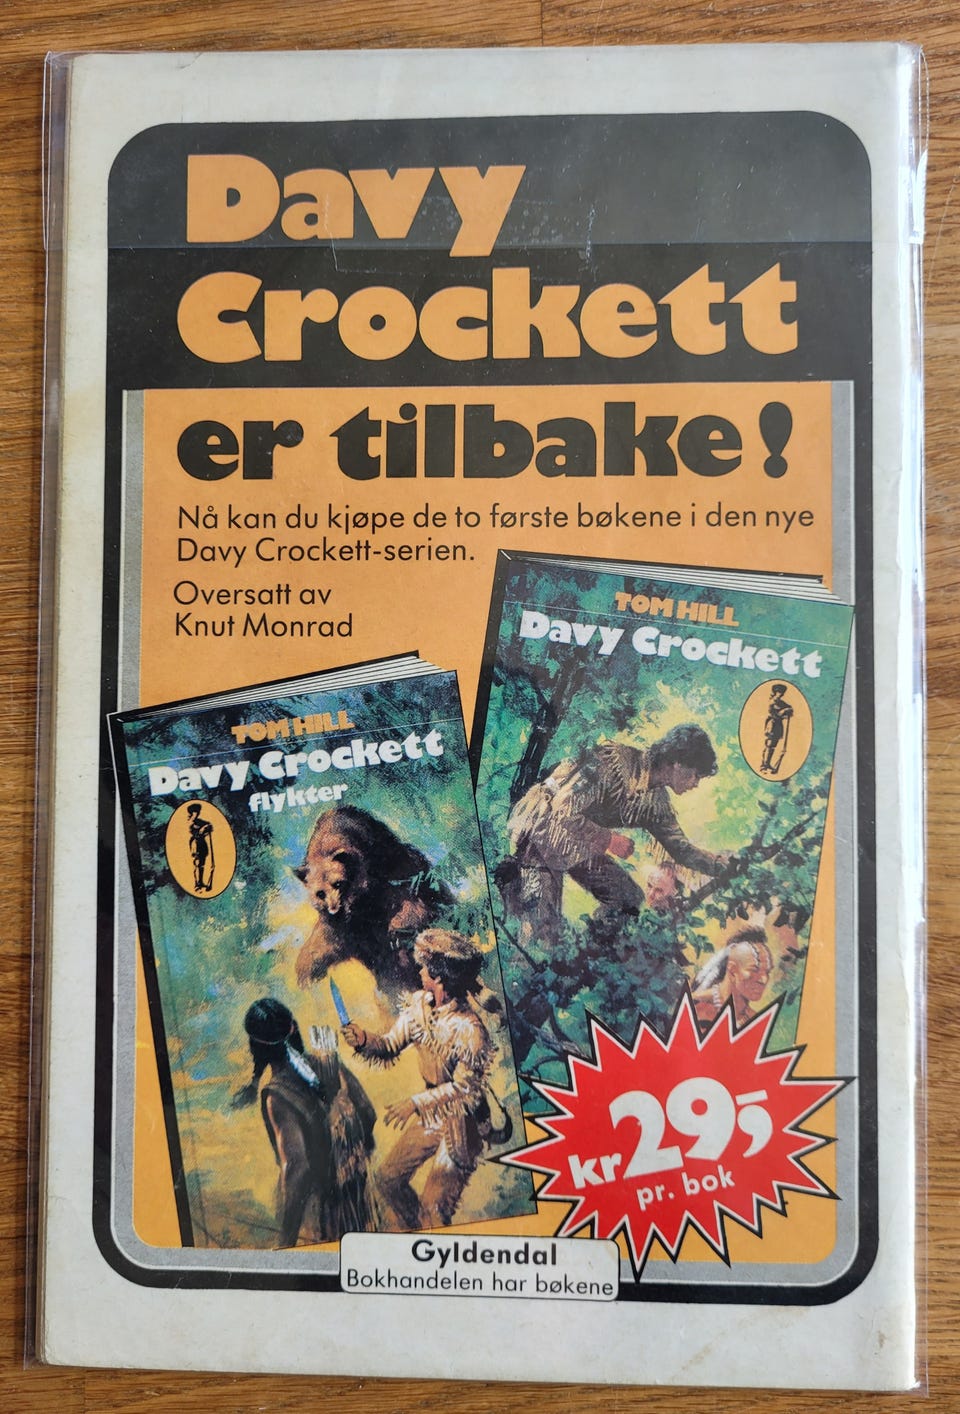 Davy
Crockett
er tilbake!
Nå kan du kjøpe de to første bøkene i den nye
Davy Crockett-serien.
Oversatt av
Knut Monrad
TOM HILL
Davy Crockett
TOM HILL
Davy Crockett
flykter
kr 29,-
pr. bok
Gyldendal
Bokhandelen har bøkene